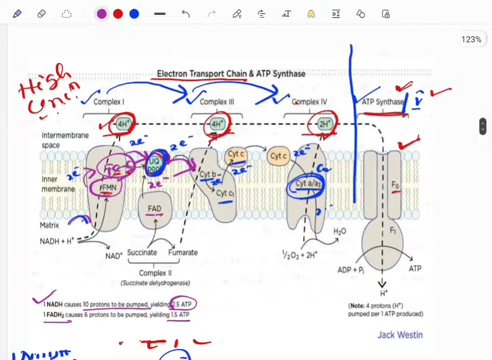 123%
High
Electron Transport Chain & ATP Synthase
Complex I
Complex III
Complex IV
ATP Synthase
V
4H⁺
4H⁺
2H⁺
Intermembrane
space
2e⁻
2e⁻
2e⁻
Cyt c
2e⁻
Cyt c
2e⁻
UQ
Inner
membrane
2e⁻
FMN
2e⁻
Cyt b
Cyt c₁
Cyt a/a₃
F₀
FAD
Matrix
NADH + H⁺
NAD⁺
Succinate
Fumarate
Complex II
(Succinate dehydrogenase)
½O₂ + 2H⁺
H₂O
F₁
ADP + Pᵢ
ATP
H⁺
1 NADH causes 10 protons to be pumped, yielding 2.5 ATP
1 FADH₂ causes 6 protons to be pumped, yielding 1.5 ATP
(Note: 4 protons (H⁺)
pumped per 1 ATP produced)
Jack Westin